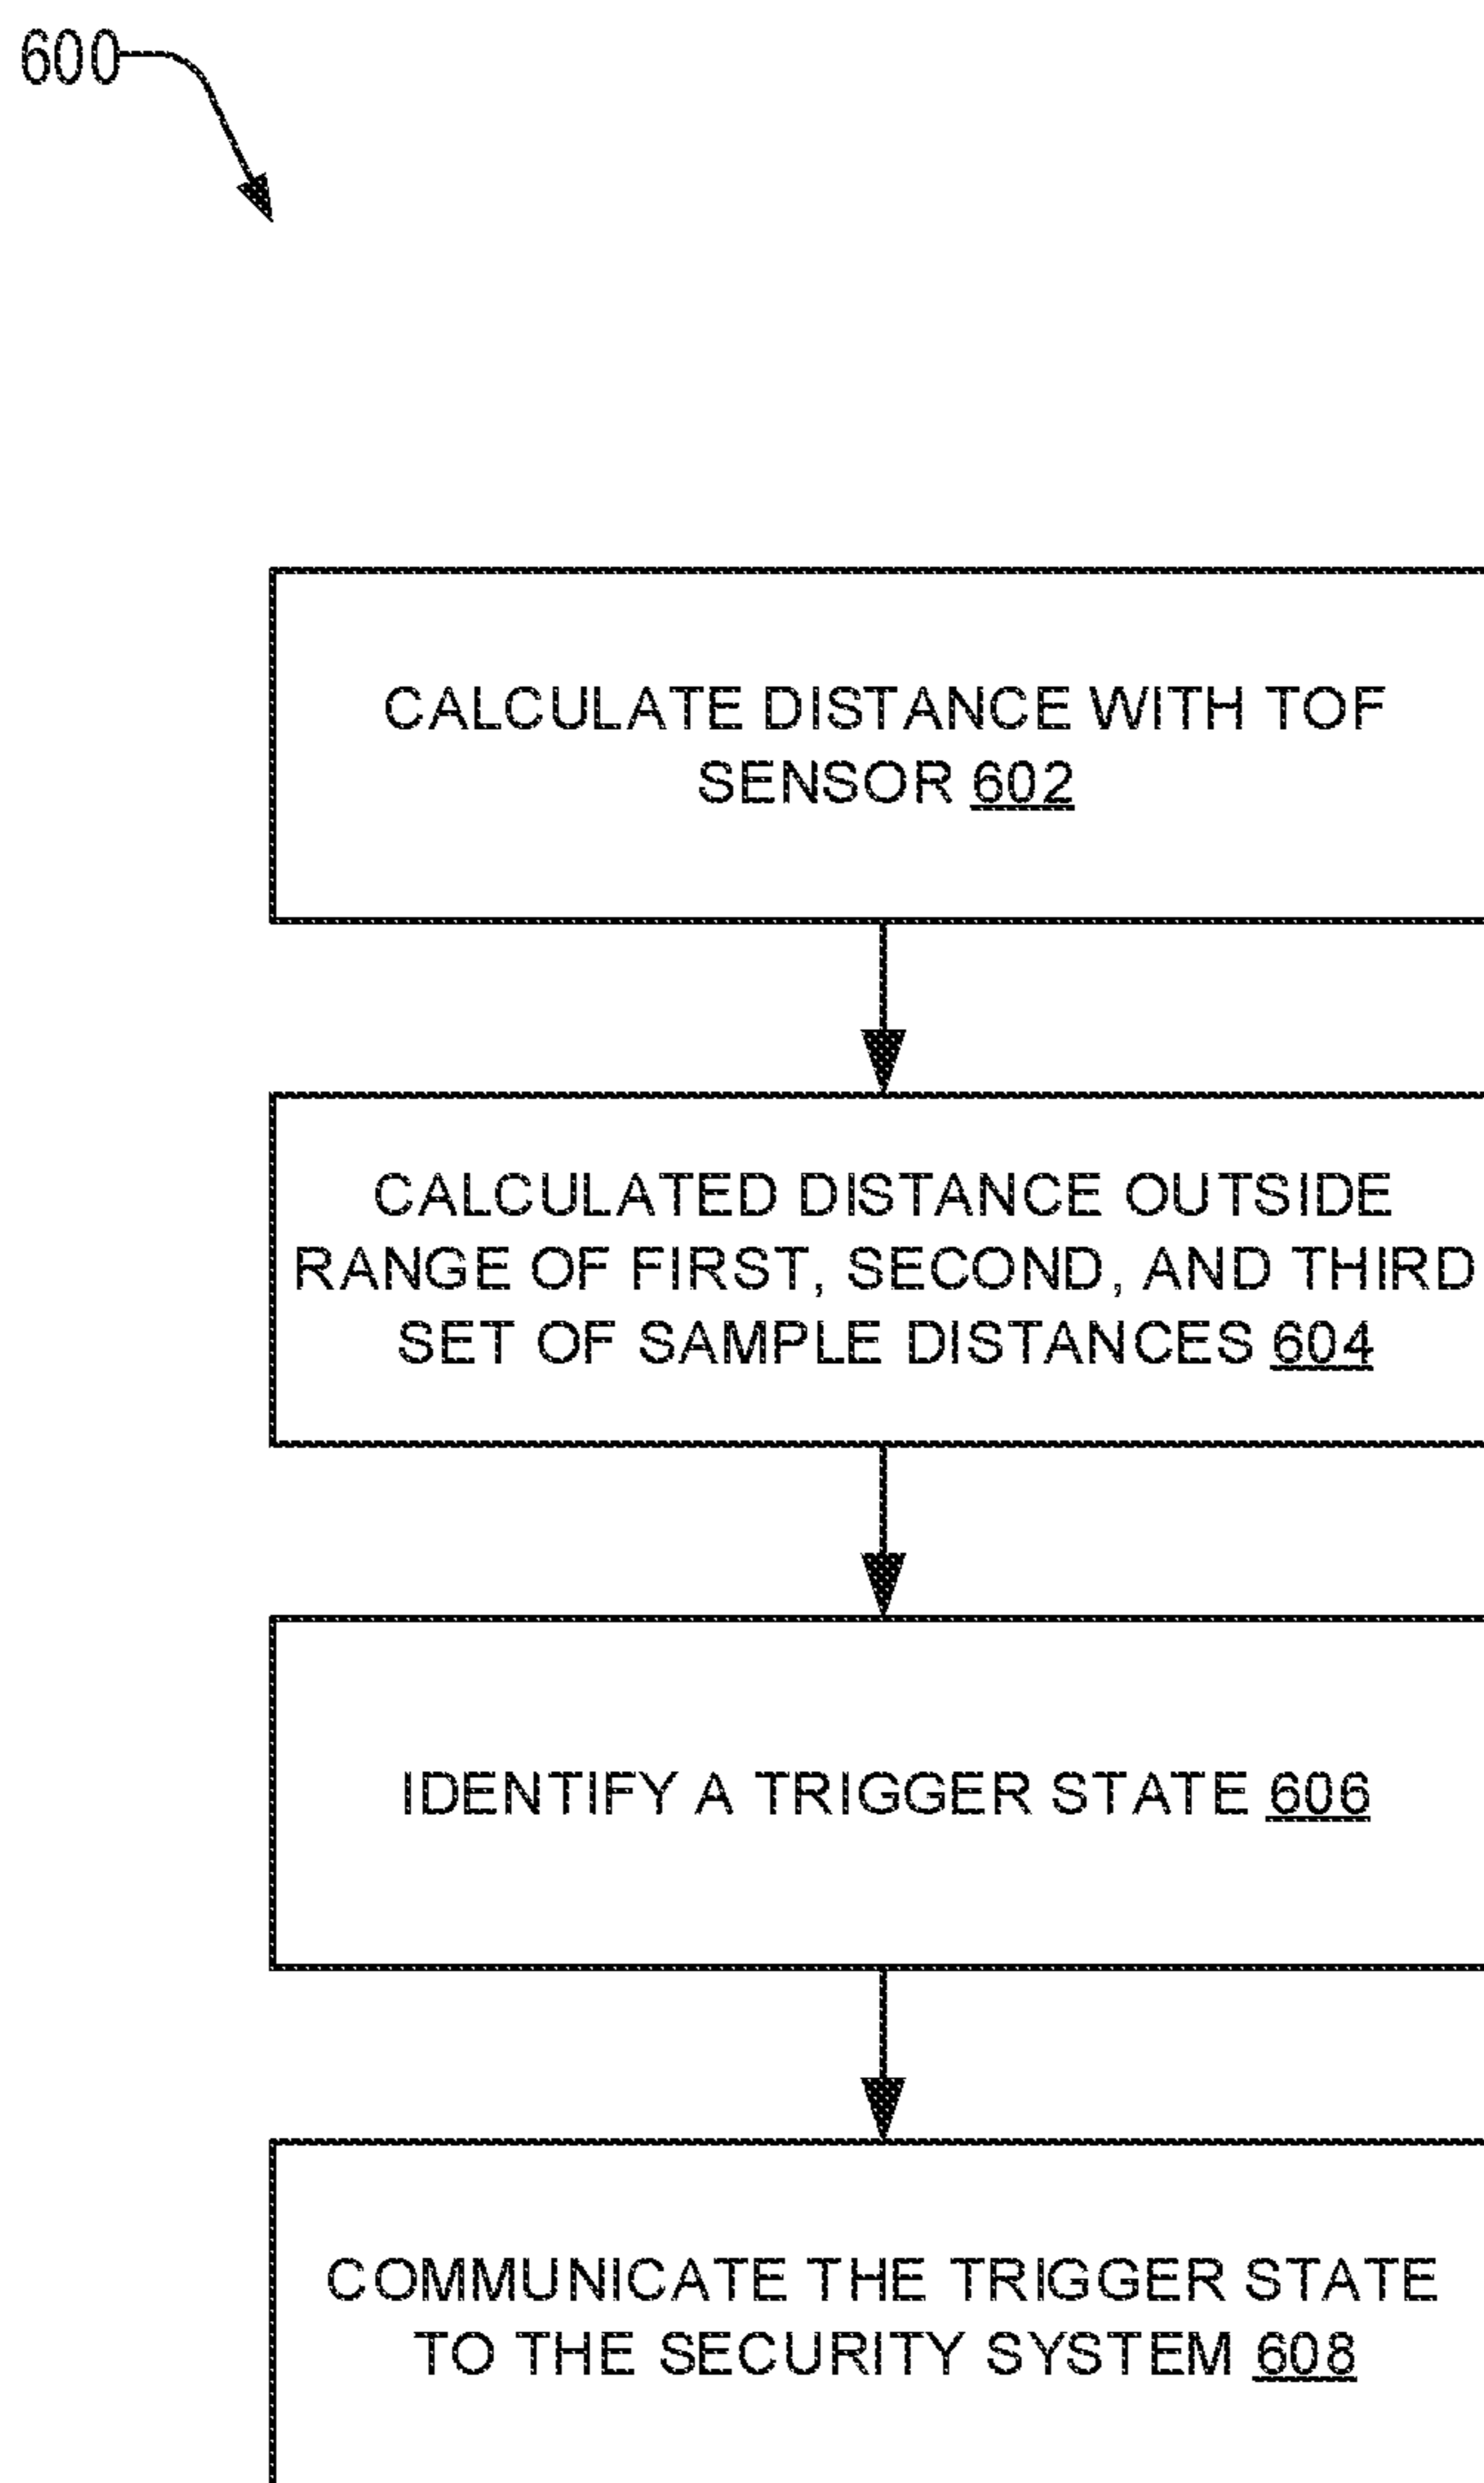 600
CALCULATE DISTANCE WITH TOF
SENSOR 602
CALCULATED DISTANCE OUTSIDE
RANGE OF FIRST, SECOND, AND THIRD
SET OF SAMPLE DISTANCES 604
IDENTIFY A TRIGGER STATE 606
COMMUNICATE THE TRIGGER STATE
TO THE SECURITY SYSTEM 608